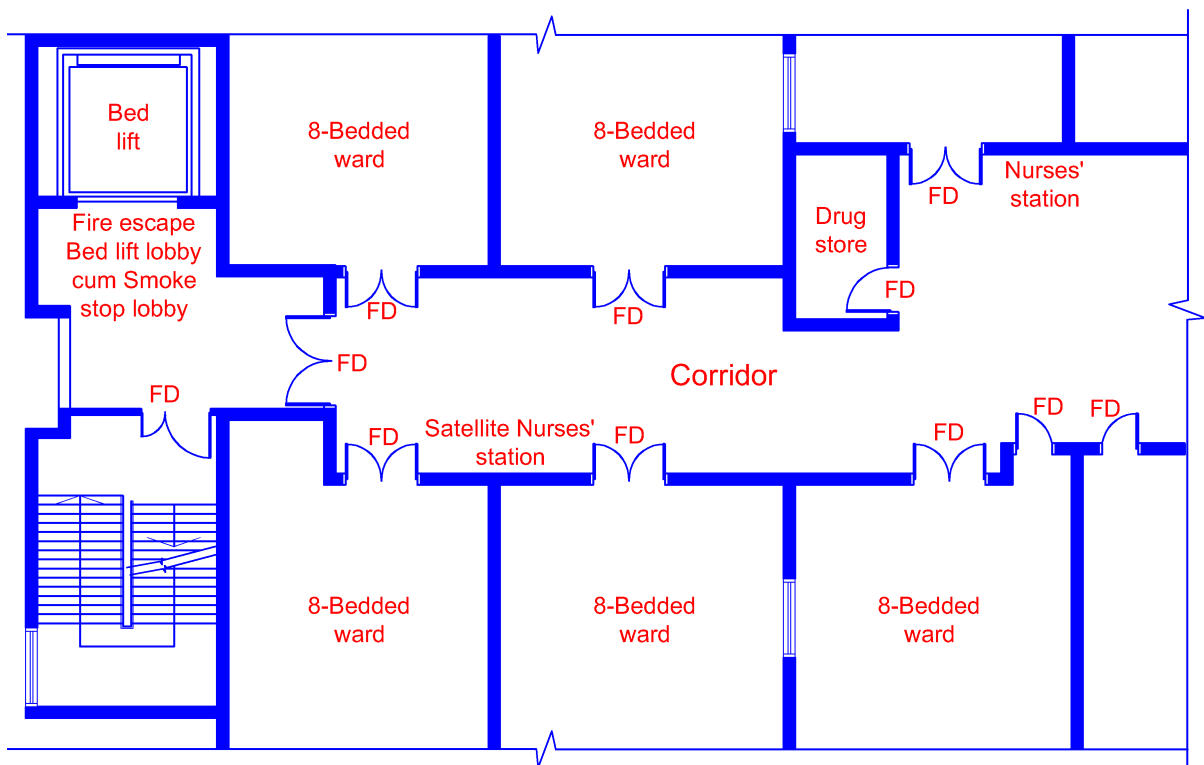 Bed
lift
8-Bedded
ward
8-Bedded
ward
Nurses'
station
FD
Drug
store
Fire escape
Bed lift lobby
cum Smoke
stop lobby
FD
FD
FD
FD
Corridor
FD
FD
Satellite Nurses'
station
FD
FD
FD
FD
FD
8-Bedded
ward
8-Bedded
ward
8-Bedded
ward